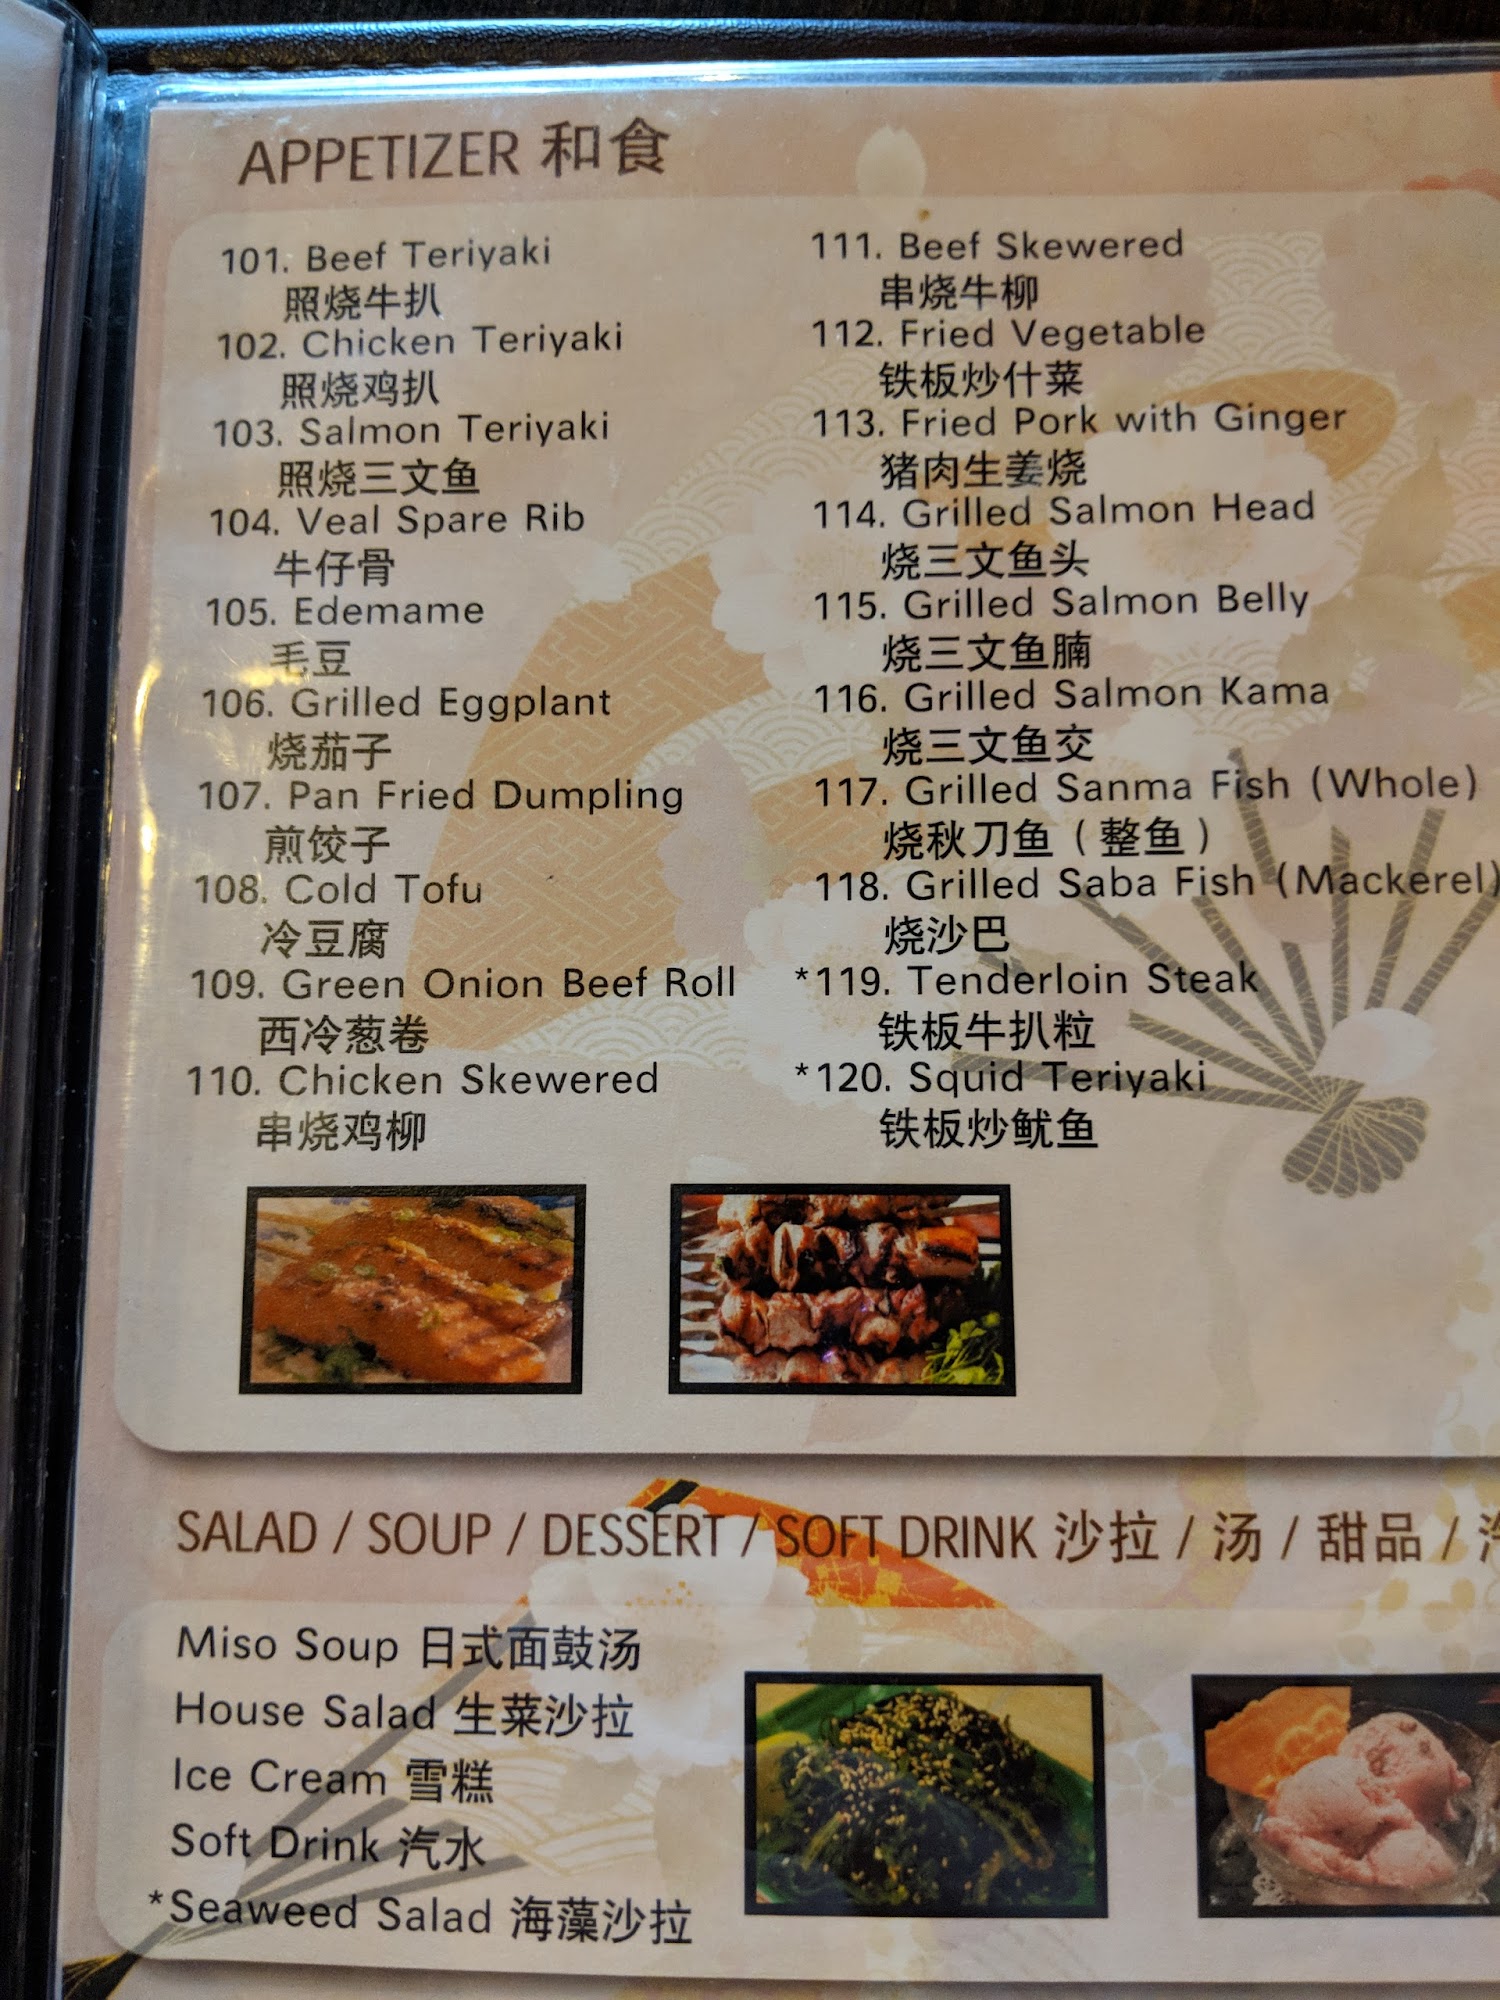 APPETIZER 和食
101. Beef Teriyaki
照烧牛扒
102. Chicken Teriyaki
照烧鸡扒
103. Salmon Teriyaki
照烧三文鱼
104. Veal Spare Rib
牛仔骨
105. Edemame
毛豆
106. Grilled Eggplant
烧茄子
107. Pan Fried Dumpling
煎饺子
108. Cold Tofu
冷豆腐
109. Green Onion Beef Roll
西冷葱卷
110. Chicken Skewered
串烧鸡柳
111. Beef Skewered
串烧牛柳
112. Fried Vegetable
铁板炒什菜
113. Fried Pork with Ginger
猪肉生姜烧
114. Grilled Salmon Head
烧三文鱼头
115. Grilled Salmon Belly
烧三文鱼腩
116. Grilled Salmon Kama
烧三文鱼交
117. Grilled Sanma Fish (Whole)
烧秋刀鱼（整鱼）
118. Grilled Saba Fish (Mackerel)
烧沙巴
*119. Tenderloin Steak
铁板牛扒粒
*120. Squid Teriyaki
铁板炒鱿鱼
SALAD / SOUP / DESSERT / SOFT DRINK 沙拉 / 汤 / 甜品 /
Miso Soup 日式面鼓汤
House Salad 生菜沙拉
Ice Cream 雪糕
Soft Drink 汽水
*Seaweed Salad 海藻沙拉